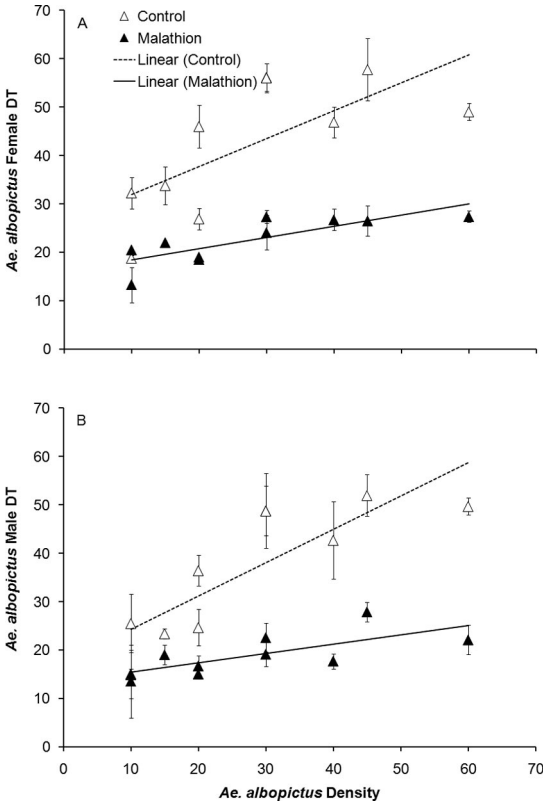 A
Control
Malathion
Linear (Control)
Linear (Malathion)
Ae. albopictus Female DT
70
60
50
40
30
20
10
0
B
Ae. albopictus Male DT
70
60
50
40
30
20
10
0
0 10 20 30 40 50 60 70
Ae. albopictus Density